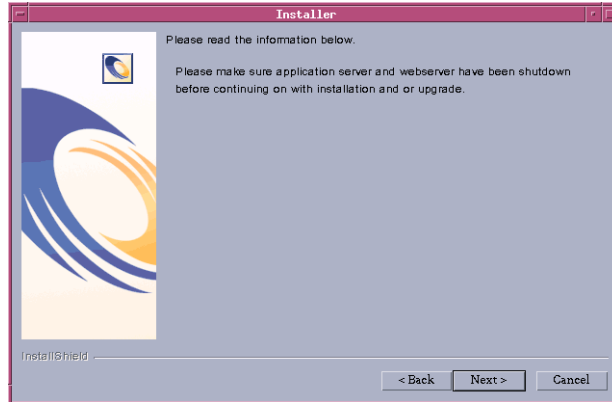 Installer
Please read the information below.
Please make sure application server and webserver have been shutdown
before continuing on with installation and or upgrade.
InstallShield
< Back
Next >
Cancel